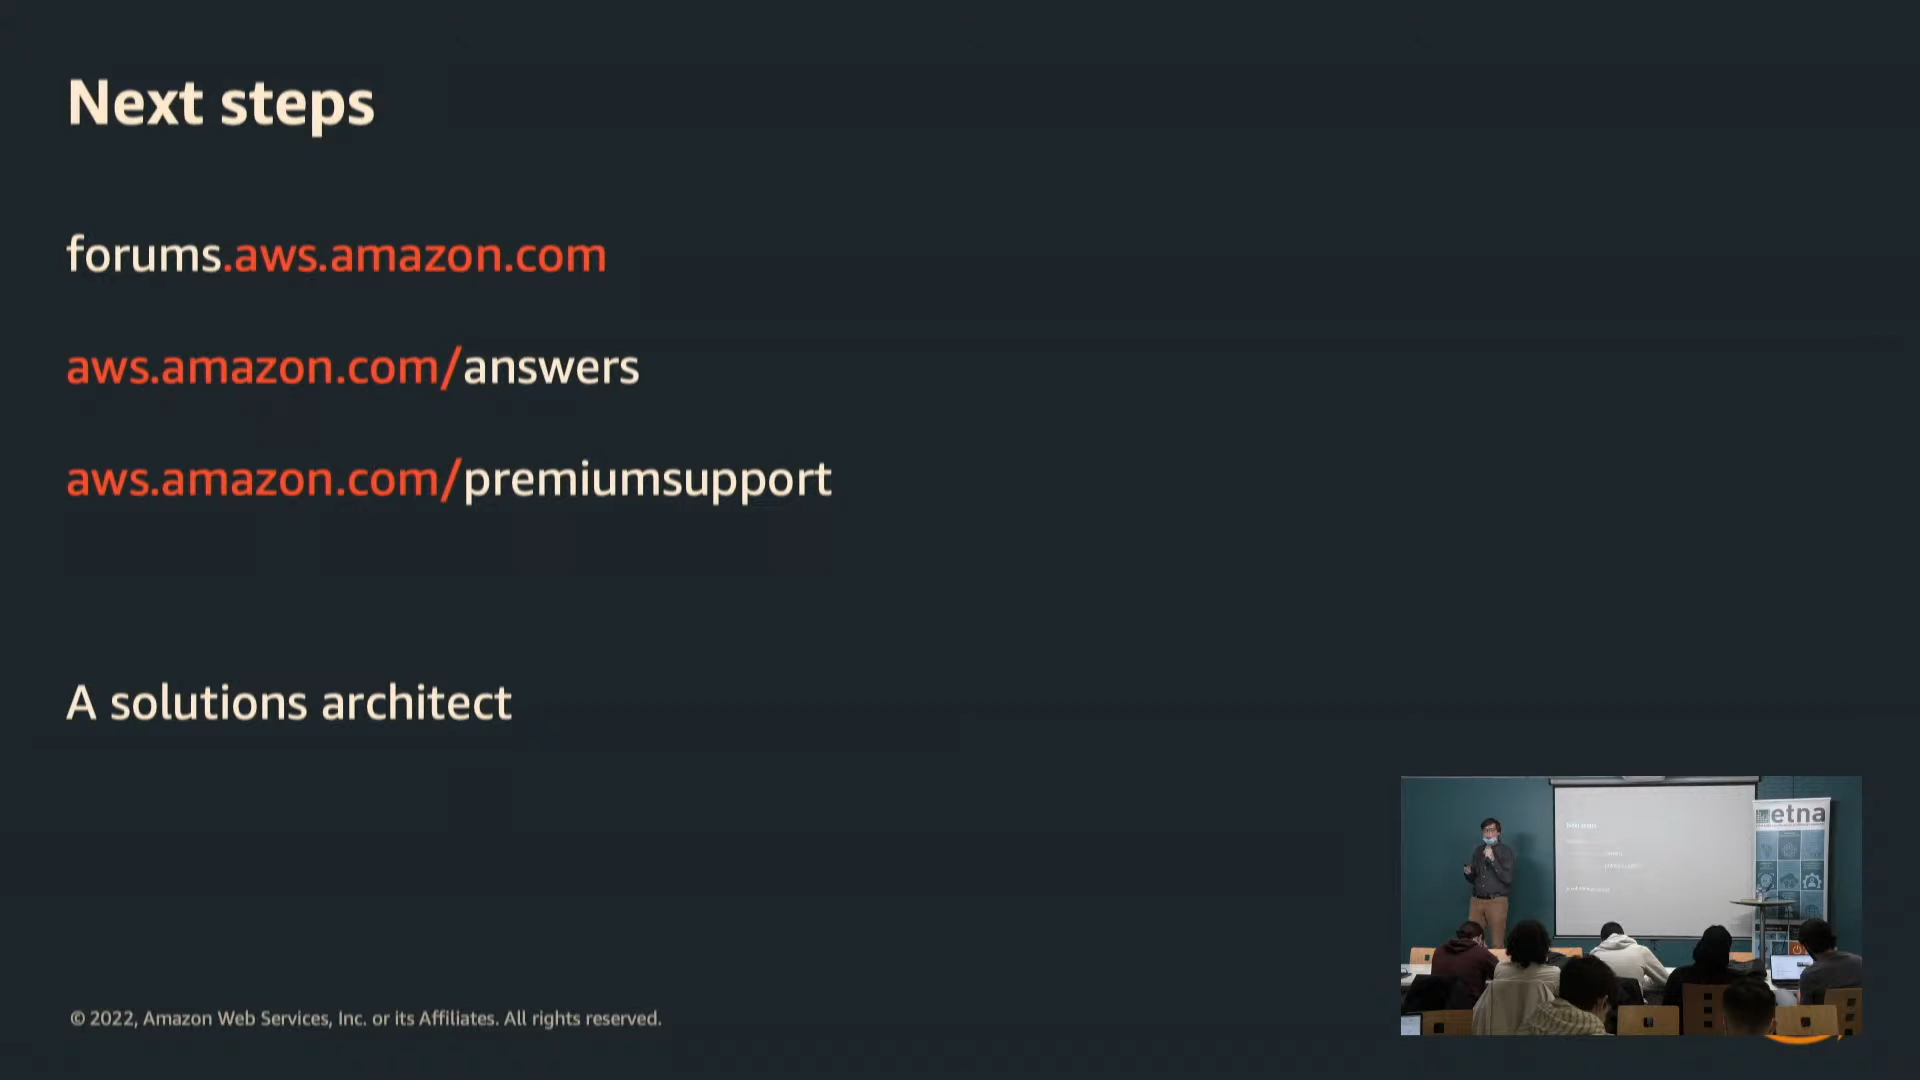 Next steps
forums.aws.amazon.com
aws.amazon.com/answers
aws.amazon.com/premiumsupport
A solutions architect
© 2022, Amazon Web Services, Inc. or its Affiliates. All rights reserved.
etna